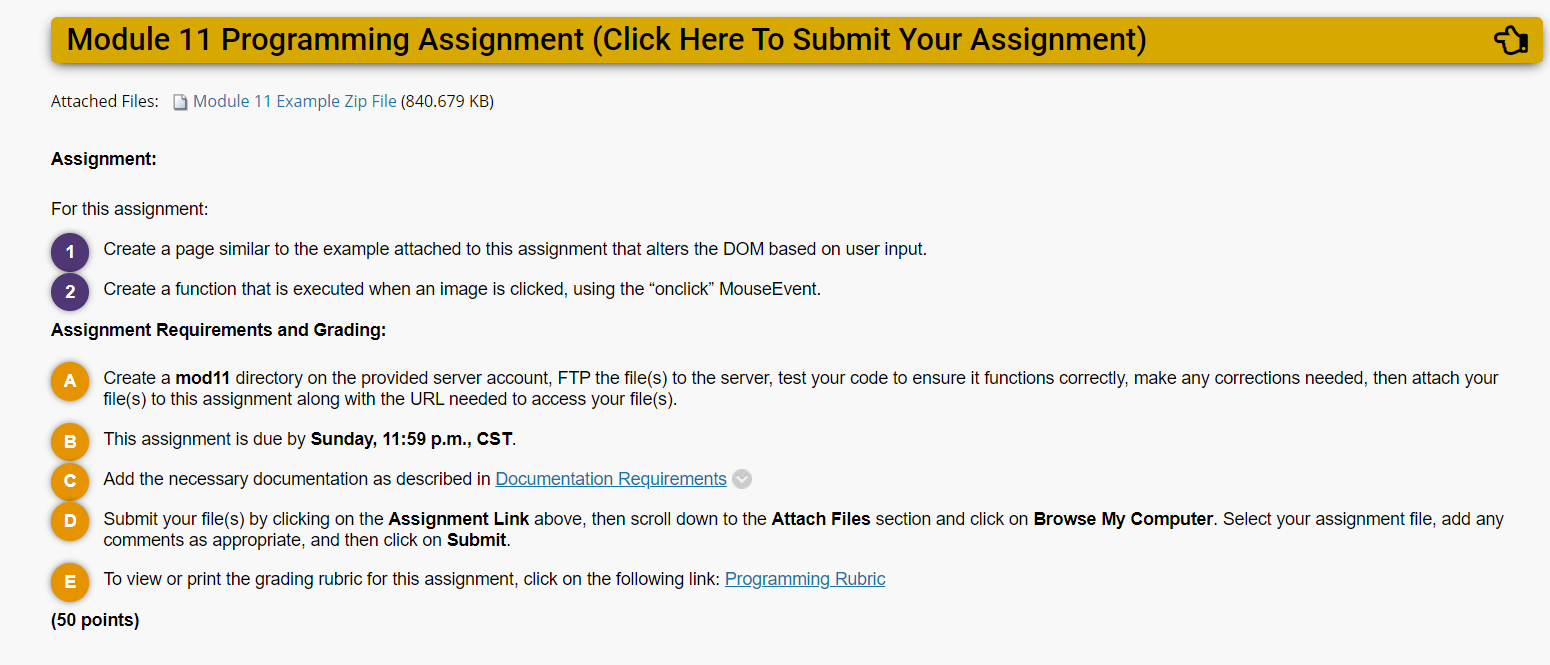 Module 11 Programming Assignment (Click Here To Submit Your Assignment)
Attached Files: Module 11 Example Zip File (840.679 KB)
Assignment:
For this assignment:
1 Create a page similar to the example attached to this assignment that alters the DOM based on user input.
2 Create a function that is executed when an image is clicked, using the “onclick” MouseEvent.
Assignment Requirements and Grading:
A Create a mod11 directory on the provided server account, FTP the file(s) to the server, test your code to ensure it functions correctly, make any corrections needed, then attach your
file(s) to this assignment along with the URL needed to access your file(s).
B This assignment is due by Sunday, 11:59 p.m., CST.
C Add the necessary documentation as described in Documentation Requirements
D Submit your file(s) by clicking on the Assignment Link above, then scroll down to the Attach Files section and click on Browse My Computer. Select your assignment file, add any
comments as appropriate, and then click on Submit.
E To view or print the grading rubric for this assignment, click on the following link: Programming Rubric
(50 points)